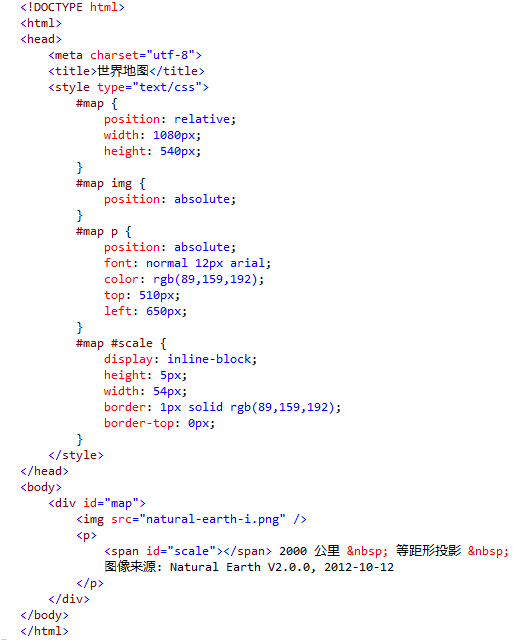 <!DOCTYPE html>
<html>
<head>
    <meta charset="utf-8">
    <title>世界地图</title>
    <style type="text/css">
        #map {
            position: relative;
            width: 1080px;
            height: 540px;
        }
        #map img {
            position: absolute;
        }
        #map p {
            position: absolute;
            font: normal 12px arial;
            color: rgb(89,159,192);
            top: 510px;
            left: 650px;
        }
        #map #scale {
            display: inline-block;
            height: 5px;
            width: 54px;
            border: 1px solid rgb(89,159,192);
            border-top: 0px;
        }
    </style>
</head>
<body>
    <div id="map">
        <img src="natural-earth-i.png" />
        <p>
            <span id="scale"></span> 2000 公里 &nbsp; 等距形投影 &nbsp;
            图像来源: Natural Earth V2.0.0, 2012-10-12
        </p>
    </div>
</body>
</html>